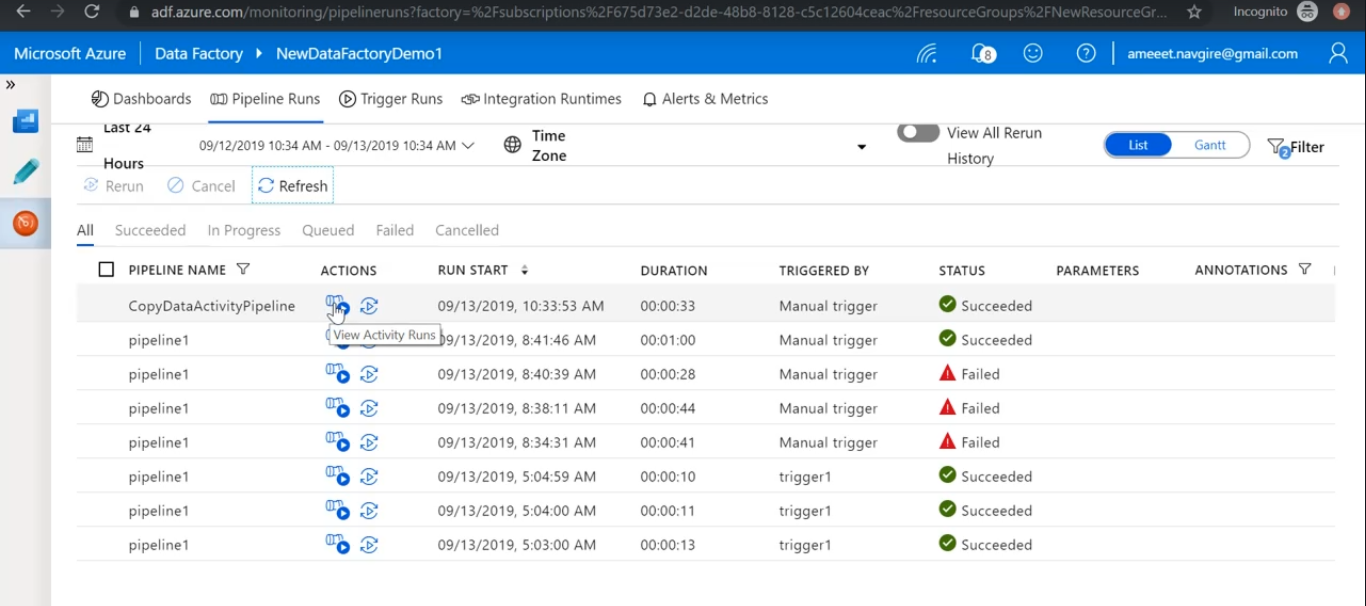 adf.azure.com/monitoring/pipelineruns?factory=%2Fsubscriptions%2F675d73e2-d2de-48b8-8128-c5c12604ceac%2FresourceGroups%2FNewResourceGr... Incognito
Microsoft Azure Data Factory NewDataFactoryDemo1 8 ameeet.navgire@gmail.com
Dashboards Pipeline Runs Trigger Runs Integration Runtimes Alerts & Metrics
Last 24 Hours 09/12/2019 10:34 AM - 09/13/2019 10:34 AM Time Zone View All Rerun History List Gantt 2 Filter
Rerun Cancel Refresh
All Succeeded In Progress Queued Failed Cancelled
PIPELINE NAME ACTIONS RUN START DURATION TRIGGERED BY STATUS PARAMETERS ANNOTATIONS
CopyDataActivityPipeline 09/13/2019, 10:33:53 AM 00:00:33 Manual trigger Succeeded
View Activity Runs
pipeline1 09/13/2019, 8:41:46 AM 00:01:00 Manual trigger Succeeded
pipeline1 09/13/2019, 8:40:39 AM 00:00:28 Manual trigger Failed
pipeline1 09/13/2019, 8:38:11 AM 00:00:44 Manual trigger Failed
pipeline1 09/13/2019, 8:34:31 AM 00:00:41 Manual trigger Failed
pipeline1 09/13/2019, 5:04:59 AM 00:00:10 trigger1 Succeeded
pipeline1 09/13/2019, 5:04:00 AM 00:00:11 trigger1 Succeeded
pipeline1 09/13/2019, 5:03:00 AM 00:00:13 trigger1 Succeeded